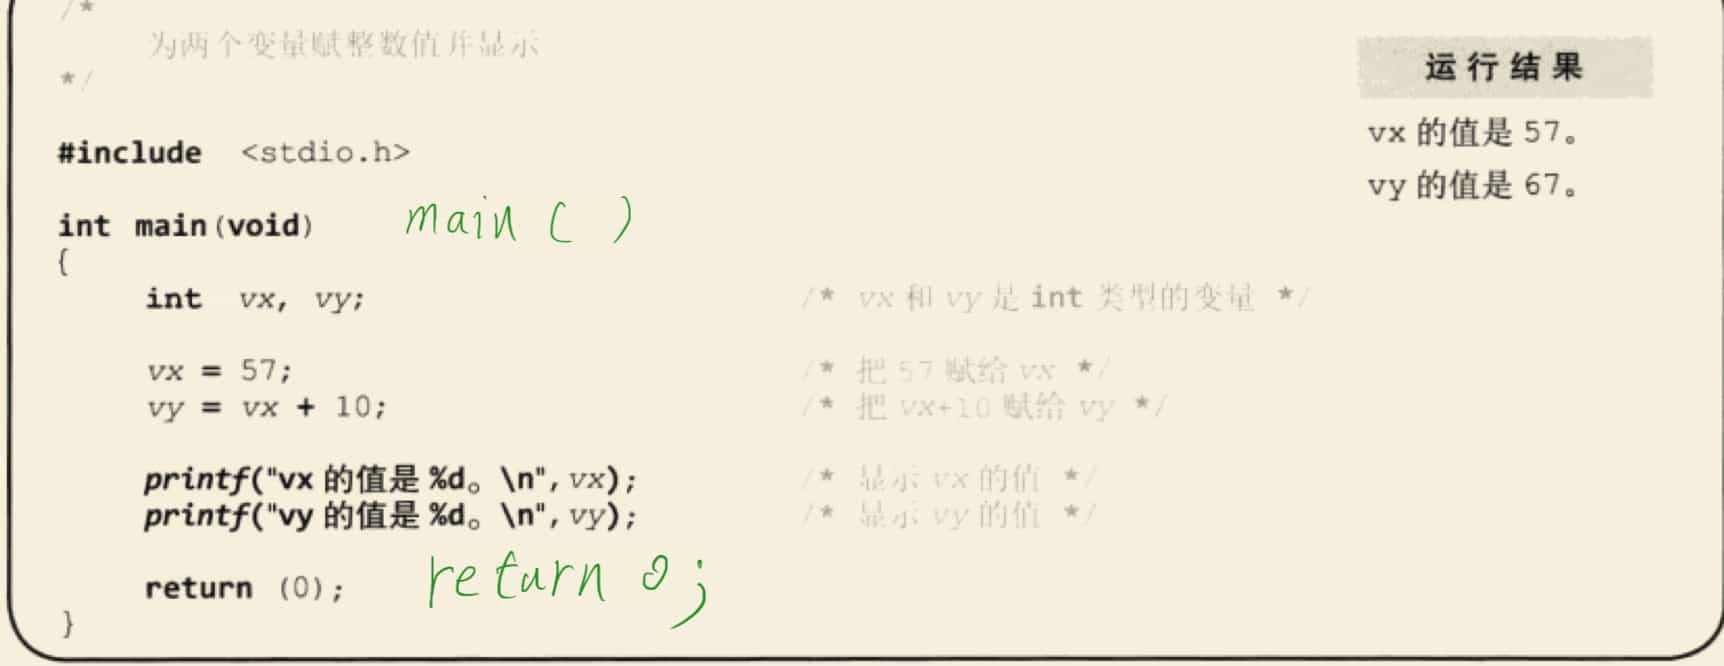 /*
为两个变量赋整数值并显示
*/
#include <stdio.h>
int main(void) main ( )
{
int vx, vy; /* vx 和 vy 是 int 类型的变量 */
vx = 57; /* 把 57 赋给 vx */
vy = vx + 10; /* 把 vx+10 赋给 vy */
printf("vx 的值是 %d。\n", vx); /* 显示 vx 的值 */
printf("vy 的值是 %d。\n", vy); /* 显示 vy 的值 */
return (0); return 0;
}
运行结果
vx 的值是 57。
vy 的值是 67。